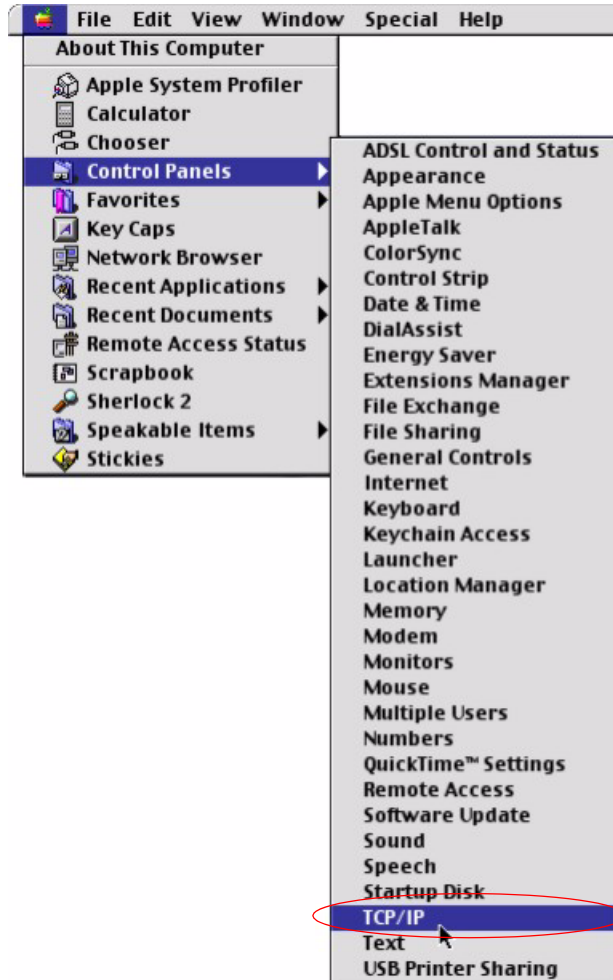 File Edit View Window Special Help
About This Computer
Apple System Profiler
Calculator
Chooser
Control Panels
Favorites
Key Caps
Network Browser
Recent Applications
Recent Documents
Remote Access Status
Scrapbook
Sherlock 2
Speakable Items
Stickies
ADSL Control and Status
Appearance
Apple Menu Options
AppleTalk
ColorSync
Control Strip
Date & Time
DialAssist
Energy Saver
Extensions Manager
File Exchange
File Sharing
General Controls
Internet
Keyboard
Keychain Access
Launcher
Location Manager
Memory
Modem
Monitors
Mouse
Multiple Users
Numbers
QuickTime™ Settings
Remote Access
Software Update
Sound
Speech
Startup Disk
TCP/IP
Text
USB Printer Sharing